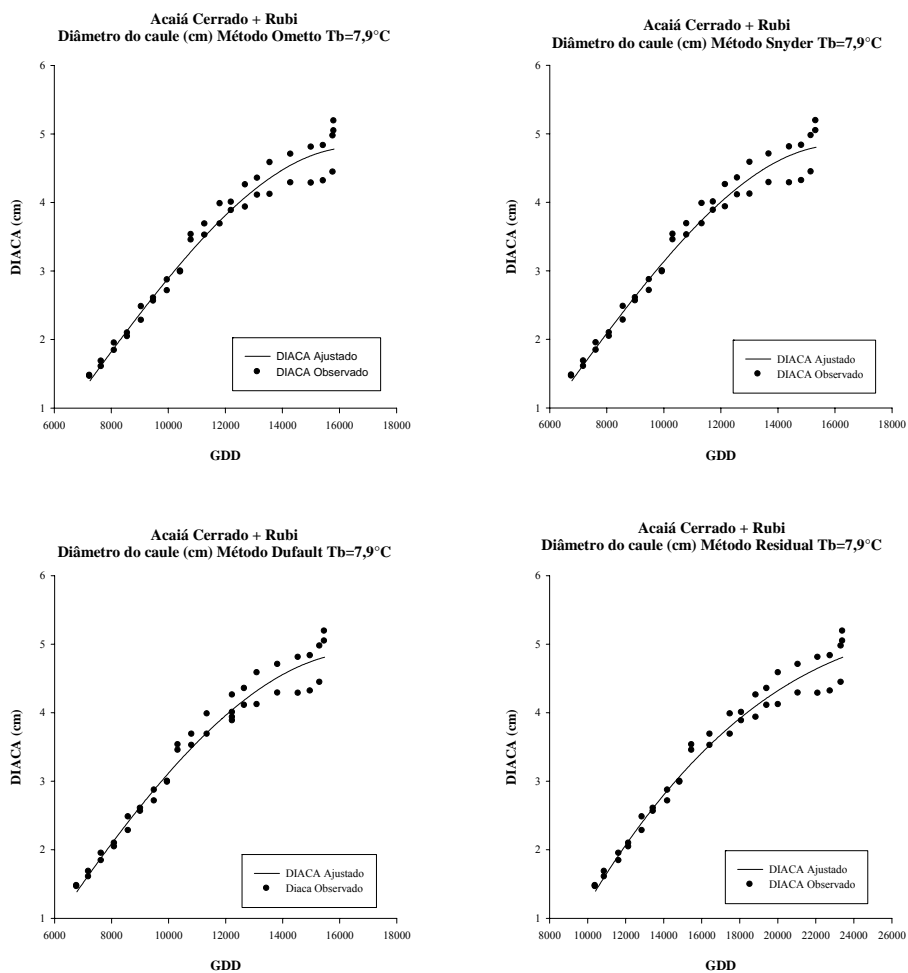 Acaiá Cerrado + Rubi
Diâmetro do caule (cm) Método Ometto Tb=7,9°C
6
5
4
3
2
1
DIACA (cm)
DIACA Ajustado
DIACA Observado
6000 8000 10000 12000 14000 16000 18000
GDD
Acaiá Cerrado + Rubi
Diâmetro do caule (cm) Método Snyder Tb=7,9°C
6
5
4
3
2
1
DIACA (cm)
DIACA Ajustado
DIACA Observado
6000 8000 10000 12000 14000 16000 18000
GDD
Acaiá Cerrado + Rubi
Diâmetro do caule (cm) Método Dufault Tb=7,9°C
6
5
4
3
2
1
DIACA (cm)
DIACA Ajustado
Diaca Observado
6000 8000 10000 12000 14000 16000 18000
GDD
Acaiá Cerrado + Rubi
Diâmetro do caule (cm) Método Residual Tb=7,9°C
6
5
4
3
2
1
DIACA (cm)
DIACA Ajustado
DIACA Observado
8000 10000 12000 14000 16000 18000 20000 22000 24000 26000
GDD